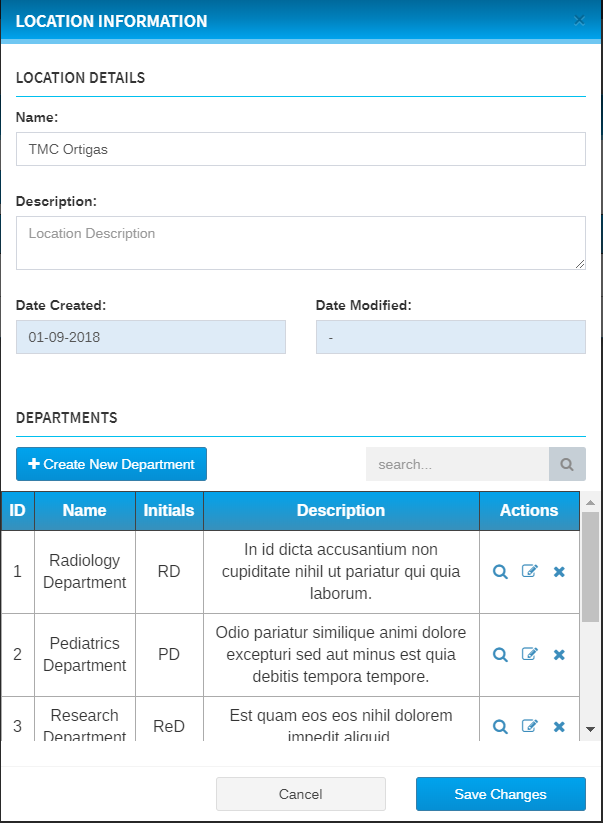 LOCATION INFORMATION
LOCATION DETAILS
Name:
TMC Ortigas
Description:
Location Description
Date Created: Date Modified:
01-09-2018 -
DEPARTMENTS
Create New Department search...
ID Name Initials Description Actions
1 Radiology Department RD In id dicta accusantium non
cupiditate nihil ut pariatur qui quia
laborum.
2 Pediatrics Department PD Odio pariatur similique animi dolore
excepturi sed aut minus est quia
debitis tempora tempore.
3 Research Department ReD Est quam eos eos nihil dolorem
impedit aliquid
Cancel Save Changes